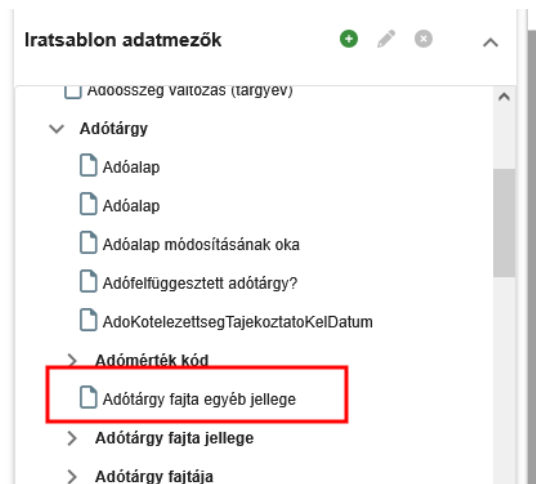 Iratsablon adatmezők
Adóösszeg változás (tárgyév)
Adótárgy
Adóalap
Adóalap
Adóalap módosításának oka
Adófelfüggesztett adótárgy?
AdoKotelezettsegTajekoztatoKelDatum
Adómérték kód
Adótárgy fajta egyéb jellege
Adótárgy fajta jellege
Adótárgy fajtája